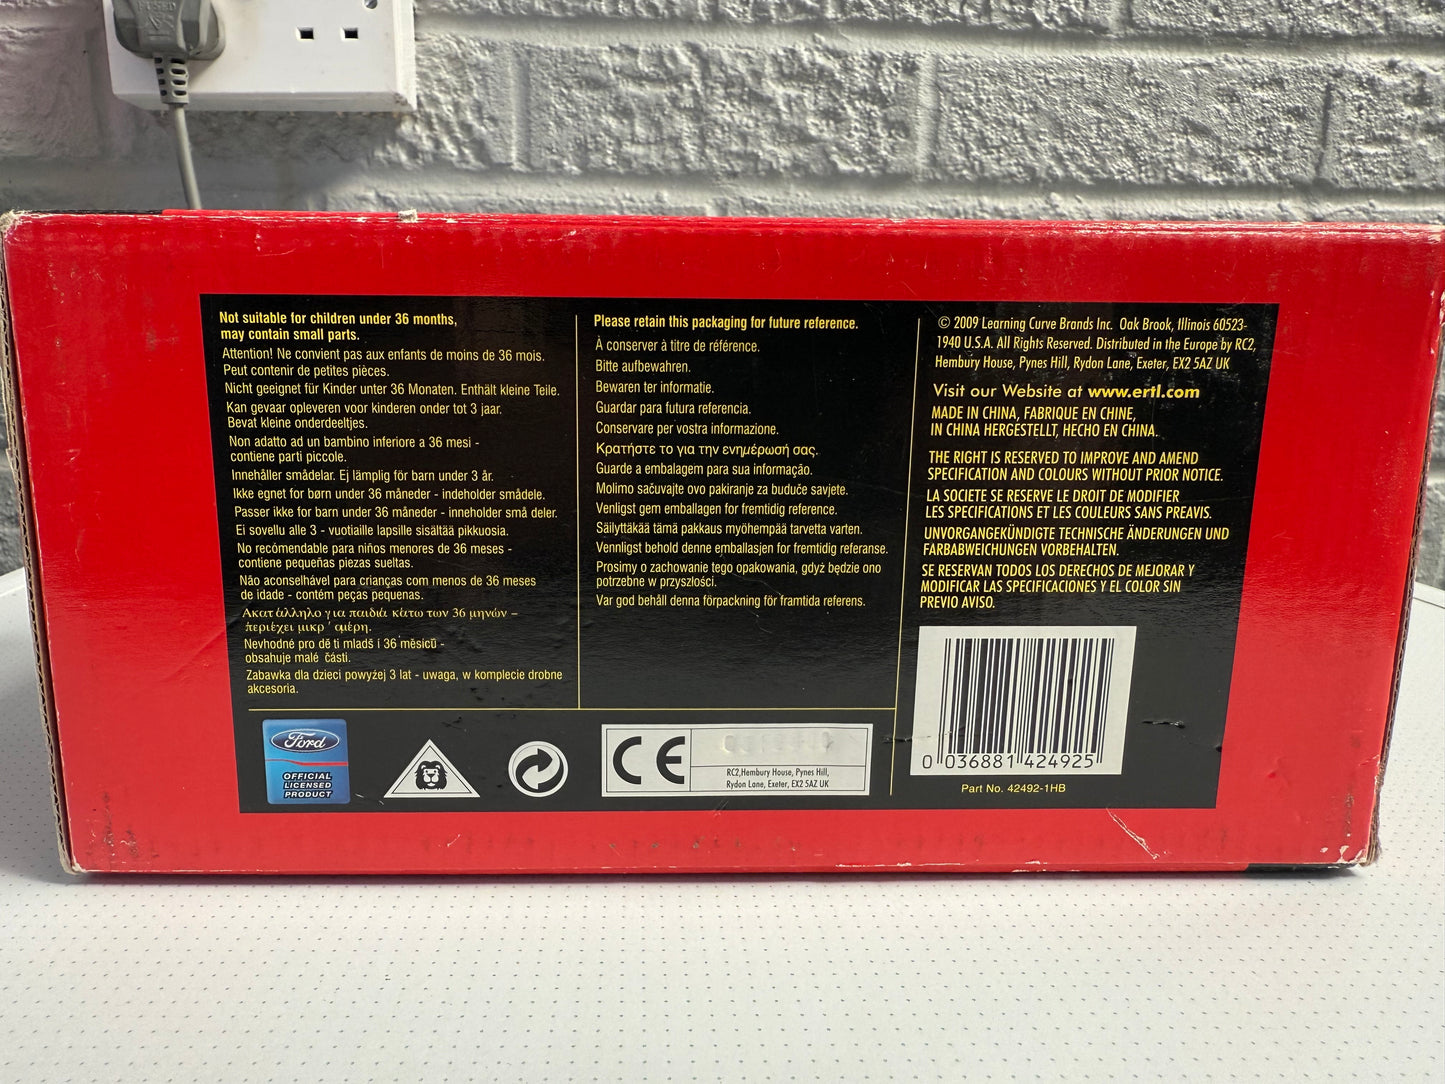 FUSED
Not suitable for children under 36 months,
may contain small parts.
Attention! Ne convient pas aux enfants de moins de 36 mois.
Peut contenir de petites pièces.
Nicht geeignet für Kinder unter 36 Monaten. Enthält kleine Teile.
Kan gevaar opleveren voor kinderen onder tot 3 jaar.
Bevat kleine onderdeeltjes.
Non adatto ad un bambino inferiore a 36 mesi -
contiene parti piccole.
Innehåller smådelar. Ej lämplig för barn under 3 år.
Ikke egnet for børn under 36 måneder - indeholder smådele.
Passer ikke for barn under 36 måneder - inneholder små deler.
Ei sovellu alle 3 - vuotiaille lapsille sisältää pikkuosia.
No recómendable para niños menores de 36 meses -
contiene pequeñas piezas sueltas.
Não aconselhável para crianças com menos de 36 meses
de idade - contém peças pequenas.
Ακατάλληλο για παιδιά κάτω των 36 μηνών –
περιέχει μικρ ' αμέρη.
Nevhodné pro dě ti mladš í 36 měsíců -
obsahuje malé části.
Zabawka dla dzieci powyżej 3 lat - uwaga, w komplecie drobne
akcesoria.
Please retain this packaging for future reference.
À conserver à titre de référence.
Bitte aufbewahren.
Bewaren ter informatie.
Guardar para futura referencia.
Conservare per vostra informazione.
Κρατήστε το για την ενημέρωσή σας.
Guarde a embalagem para sua informação.
Molimo sačuvajte ovo pakiranje za buduče savjete.
Venligst gem emballagen for fremtidig reference.
Säilyttäkää tämä pakkaus myöhempää tarvetta varten.
Vennligst behold denne emballasjen for fremtidig referanse.
Prosimy o zachowanie tego opakowania, gdyż będzie ono
potrzebne w przyszlości.
Var god behåll denna förpackning för framtida referens.
© 2009 Learning Curve Brands Inc. Oak Brook, Illinois 60523-
1940 U.S.A. All Rights Reserved. Distributed in the Europe by RC2,
Hembury House, Pynes Hill, Rydon Lane, Exeter, EX2 5AZ UK
Visit our Website at www.ertl.com
MADE IN CHINA, FABRIQUE EN CHINE,
IN CHINA HERGESTELLT, HECHO EN CHINA.
THE RIGHT IS RESERVED TO IMPROVE AND AMEND
SPECIFICATION AND COLOURS WITHOUT PRIOR NOTICE.
LA SOCIETE SE RESERVE LE DROIT DE MODIFIER
LES SPECIFICATIONS ET LES COULEURS SANS PREAVIS.
UNVORGANGEKÜNDIGTE TECHNISCHE ÄNDERUNGEN UND
FARBABWEICHUNGEN VORBEHALTEN.
SE RESERVAN TODOS LOS DERECHOS DE MEJORAR Y
MODIFICAR LAS SPECIFICACIONES Y EL COLOR SIN
PREVIO AVISO.
0 036881 424925
Part No. 42492-1HB
Ford
OFFICIAL
LICENSED
PRODUCT
CE
RC2,Hembury House, Pynes Hill,
Rydon Lane, Exeter, EX2 5AZ UK